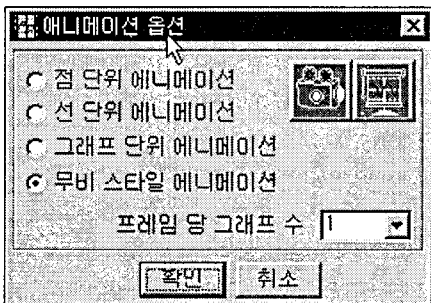 애니메이션 옵션
점 단위 에니메이션
선 단위 에니메이션
그래프 단위 에니메이션
무비 스타일 에니메이션
프레임 당 그래프 수 1
확인 취소